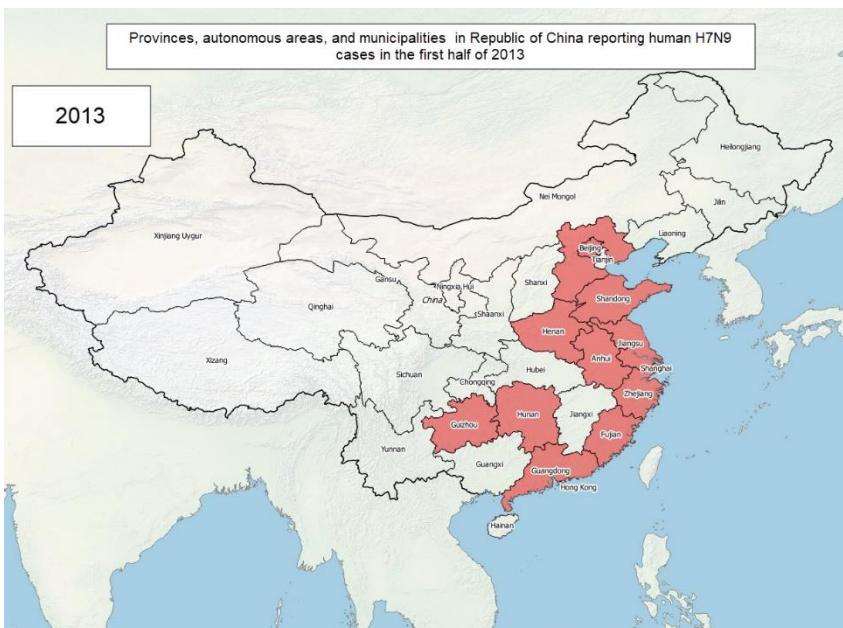 Provinces, autonomous areas, and municipalities in Republic of China reporting human H7N9
cases in the first half of 2013
2013
Heilongjiang
Nei Mongol
Jilin
Xinjiang Uygur
Liaoning
Beijing
Tianjin
Gansu
Ningxia Hui
Shanxi
China
Qinghai
Shandong
Shaanxi
Henan
Jiangsu
Xizang
Anhui
Shanghai
Hubei
Sichuan
Chongqing
Zhejiang
Hunan
Jiangxi
Guizhou
Fujian
Yunnan
Guangxi
Guangdong
Hong Kong
Hainan